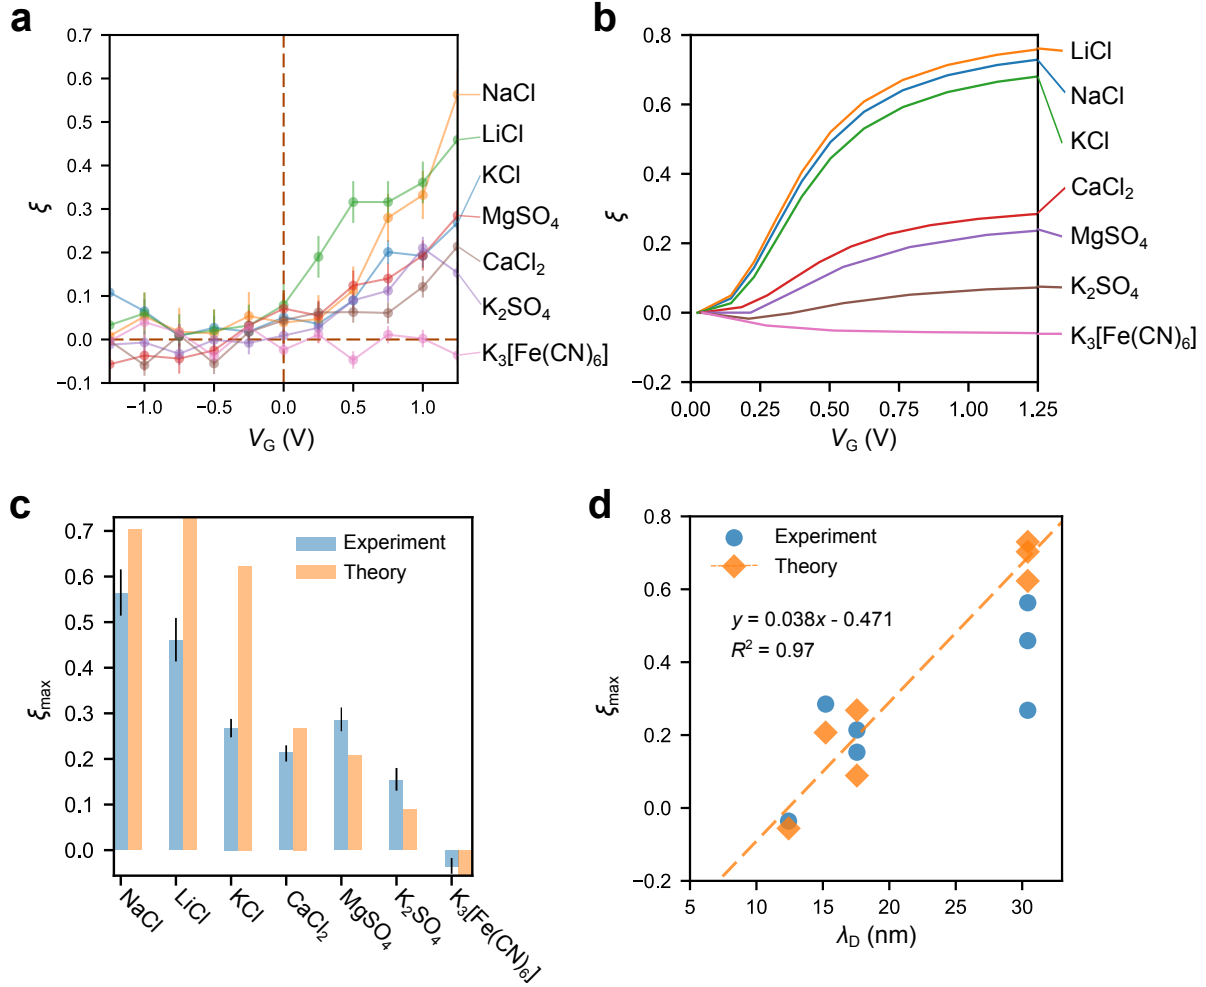 a
0.7
0.6
0.5
0.4
0.3
0.2
0.1
0.0
−0.1
ξ
−1.0
−0.5
0.0
0.5
1.0
V_G (V)
NaCl
LiCl
KCl
MgSO₄
CaCl₂
K₂SO₄
K₃[Fe(CN)₆]
b
0.8
0.6
0.4
0.2
0.0
−0.2
ξ
0.00
0.25
0.50
0.75
1.00
1.25
V_G (V)
LiCl
NaCl
KCl
CaCl₂
MgSO₄
K₂SO₄
K₃[Fe(CN)₆]
c
0.7
0.6
0.5
0.4
0.3
0.2
0.1
0.0
ξ_max
Experiment
Theory
NaCl
LiCl
KCl
CaCl₂
MgSO₄
K₂SO₄
K₃[Fe(CN)₆]
d
0.8
0.6
0.4
0.2
0.0
−0.2
ξ_max
Experiment
Theory
y = 0.038x - 0.471
R² = 0.97
5
10
15
20
25
30
λ_D (nm)